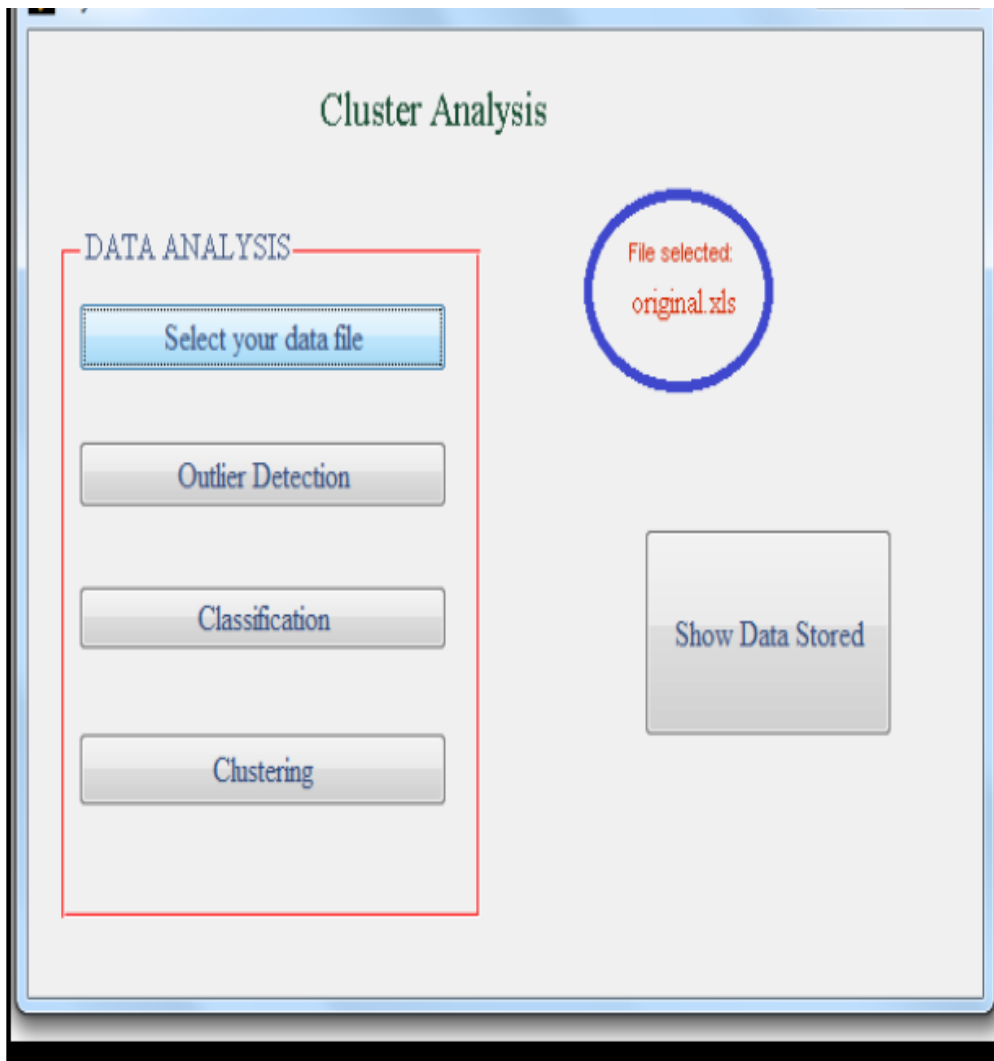 Cluster Analysis
DATA ANALYSIS
Select your data file
Outlier Detection
Classification
Clustering
File selected:
original.xls
Show Data Stored